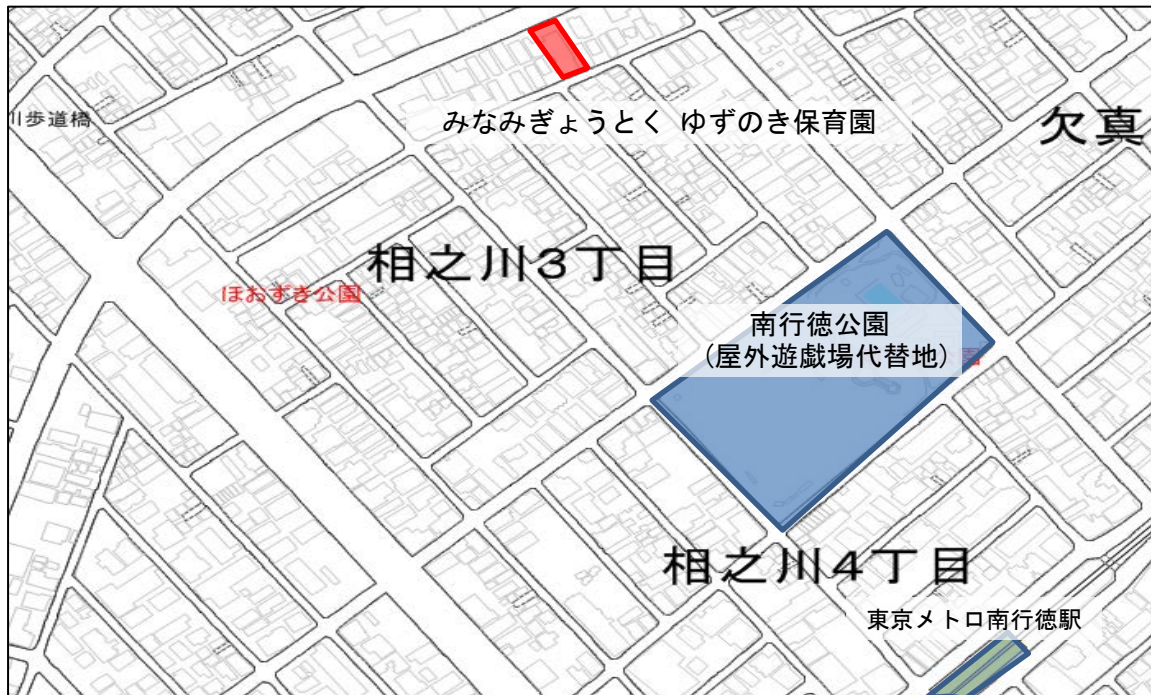 みなみぎょうとく ゆずのき保育園
川歩道橋
欠真
相之川3丁目
ほおずき公園
南行徳公園
(屋外遊戯場代替地)
園
相之川4丁目
東京メトロ南行徳駅